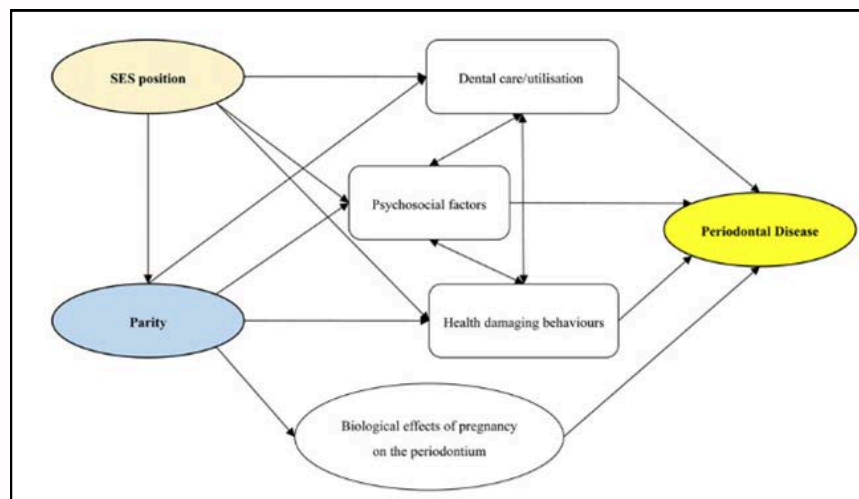 SES position
Dental care/utilisation
Psychosocial factors
Periodontal Disease
Parity
Health damaging behaviours
Biological effects of pregnancy
on the periodontium